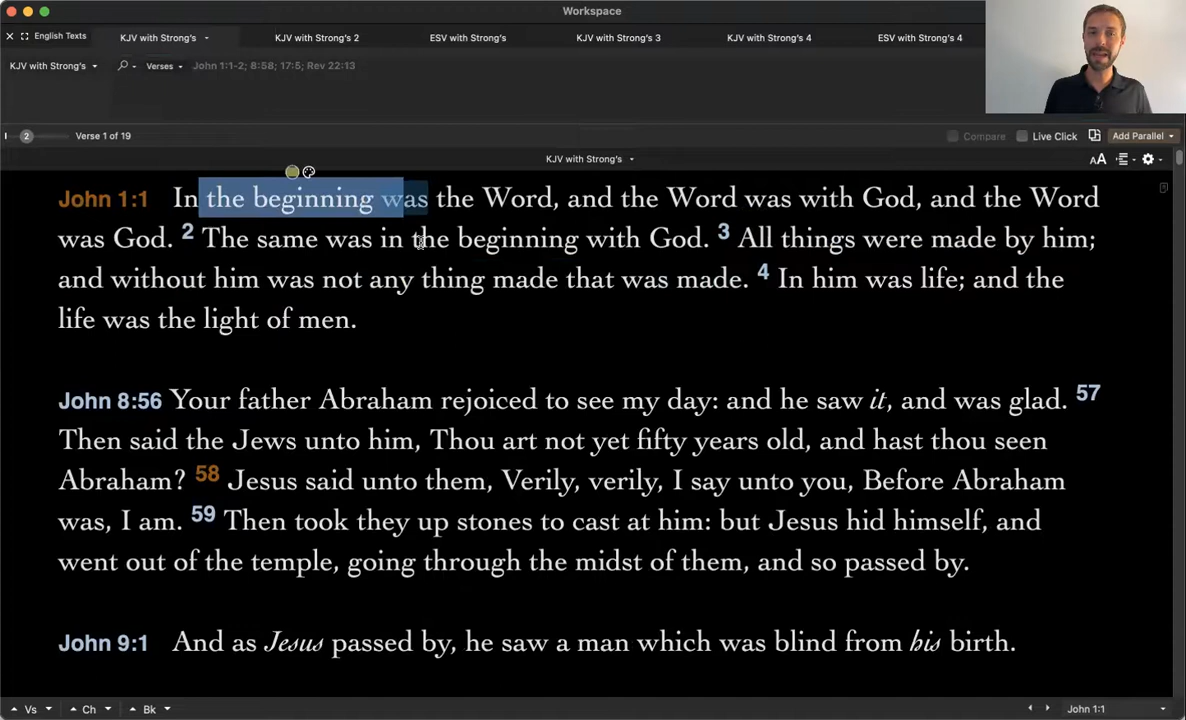 Workspace
English Texts
KJV with Strong's
KJV with Strong's 2
ESV with Strong's
KJV with Strong's 3
KJV with Strong's 4
ESV with Strong's 4
KJV with Strong's
Verses
John 1:1-2; 8:58; 17:5; Rev 22:13
2
Verse 1 of 19
Compare
Live Click
Add Parallel
KJV with Strong's
AA
John 1:1 In the beginning was the Word, and the Word was with God, and the Word
was God. 2 The same was in the beginning with God. 3 All things were made by him;
and without him was not any thing made that was made. 4 In him was life; and the
life was the light of men.
John 8:56 Your father Abraham rejoiced to see my day: and he saw it, and was glad. 57
Then said the Jews unto him, Thou art not yet fifty years old, and hast thou seen
Abraham? 58 Jesus said unto them, Verily, verily, I say unto you, Before Abraham
was, I am. 59 Then took they up stones to cast at him: but Jesus hid himself, and
went out of the temple, going through the midst of them, and so passed by.
John 9:1 And as Jesus passed by, he saw a man which was blind from his birth.
Vs
Ch
Bk
John 1:1